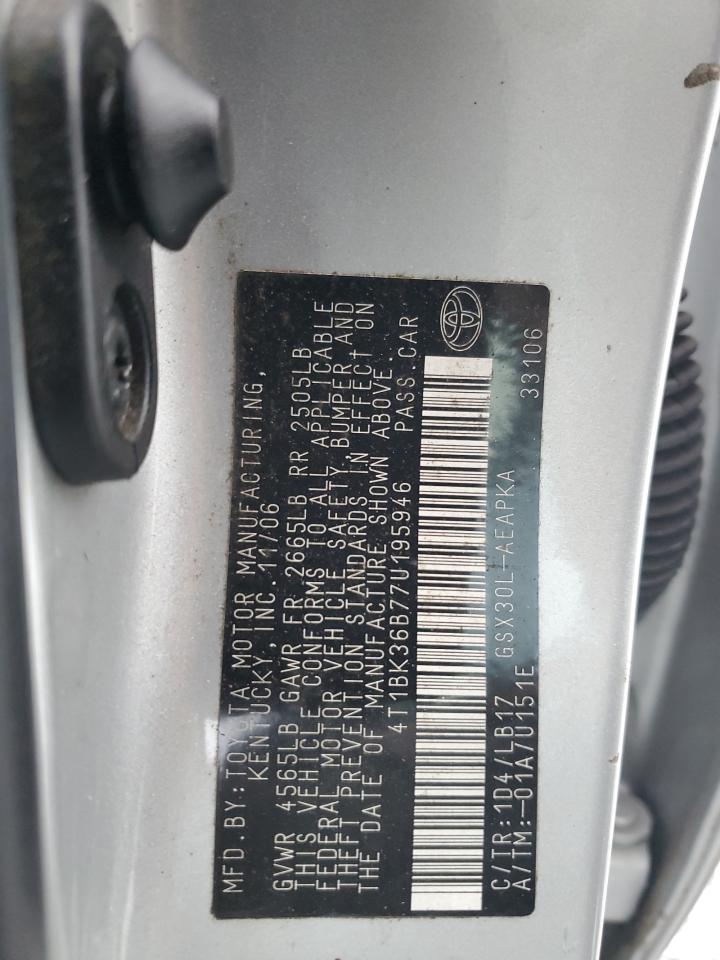 MFD.BY:TOYOTA MOTOR MANUFACTURING,
KENTUCKY, INC. 11/06
GVWR 4565LB GAWR FR 2665LB RR 2505LB
THIS VEHICLE CONFORMS TO ALL APPLICABLE
FEDERAL MOTOR VEHICLE SAFETY, BUMPER AND
THEFT PREVENTION STANDARDS IN EFFECT ON
THE DATE OF MANUFACTURE SHOWN ABOVE.
4T1BK36B77U195946 PASS.CAR
C/TR:1D4/LB17 GSX30L-AEAPKA 33106
A/TM:-01A/U151E